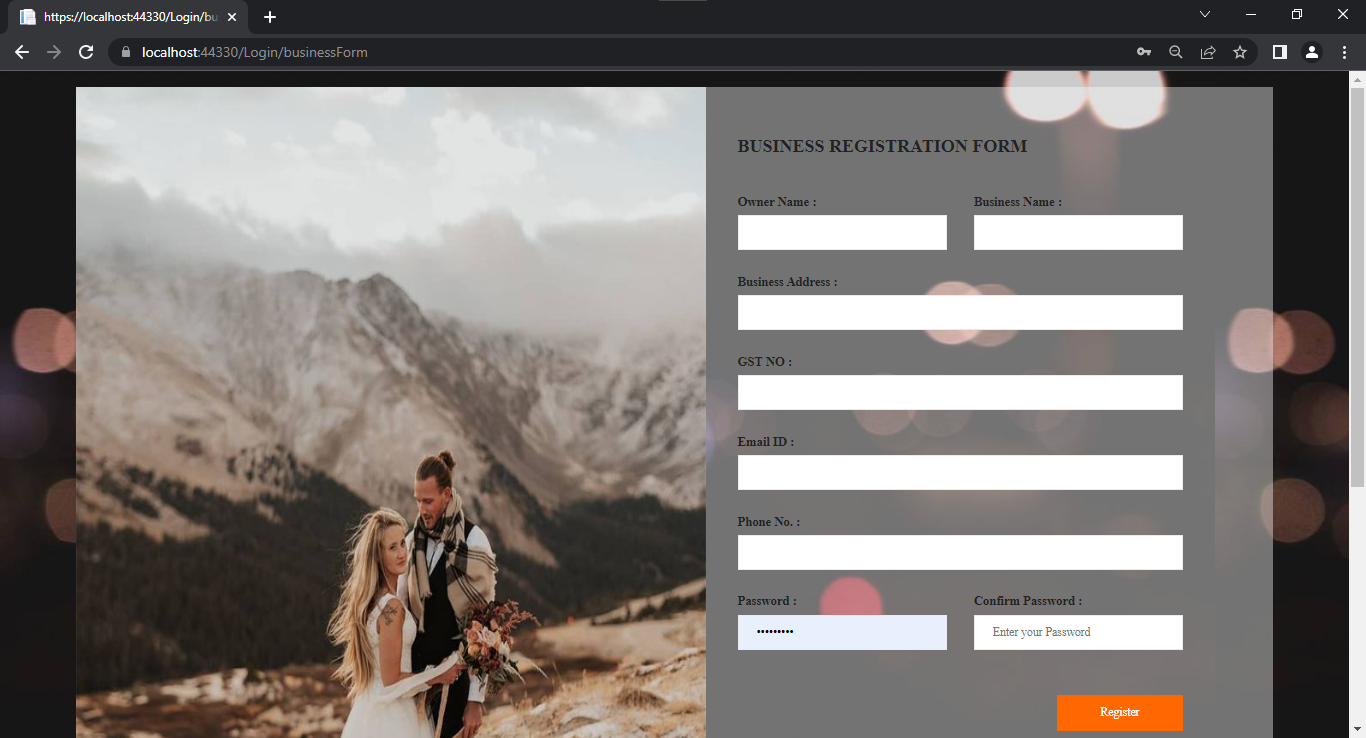 https://localhost:44330/Login/bu
localhost:44330/Login/businessForm
BUSINESS REGISTRATION FORM
Owner Name : Business Name :
Business Address :
GST NO :
Email ID :
Phone No. :
Password : Confirm Password :
••••••••• Enter your Password
Register